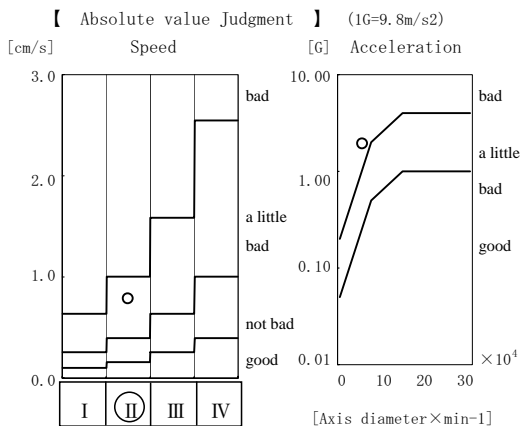 【 Absolute value Judgment 】 (1G=9.8m/s2)
[cm/s] Speed
3.0
2.0
1.0
0.0
bad
a little
bad
not bad
good
I Ⅱ Ⅲ Ⅳ
[G] Acceleration
10.00
1.00
0.10
0.01
bad
a little
bad
good
×10⁴
0 10 20 30
[Axis diameter×min-1]